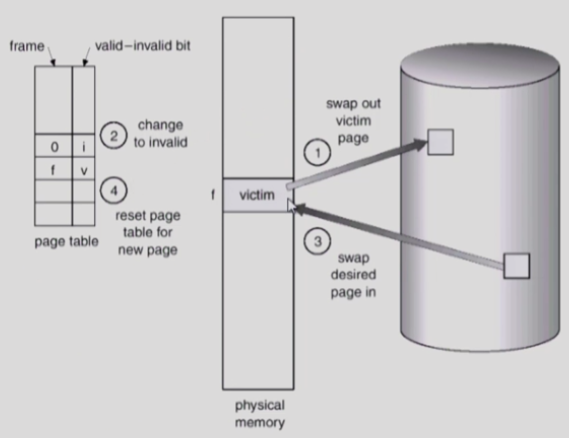 frame
valid–invalid bit
0 i
f v
2
change
to invalid
4
reset page
table for
new page
page table
f
victim
physical
memory
swap out
victim
page
1
3
swap
desired
page in